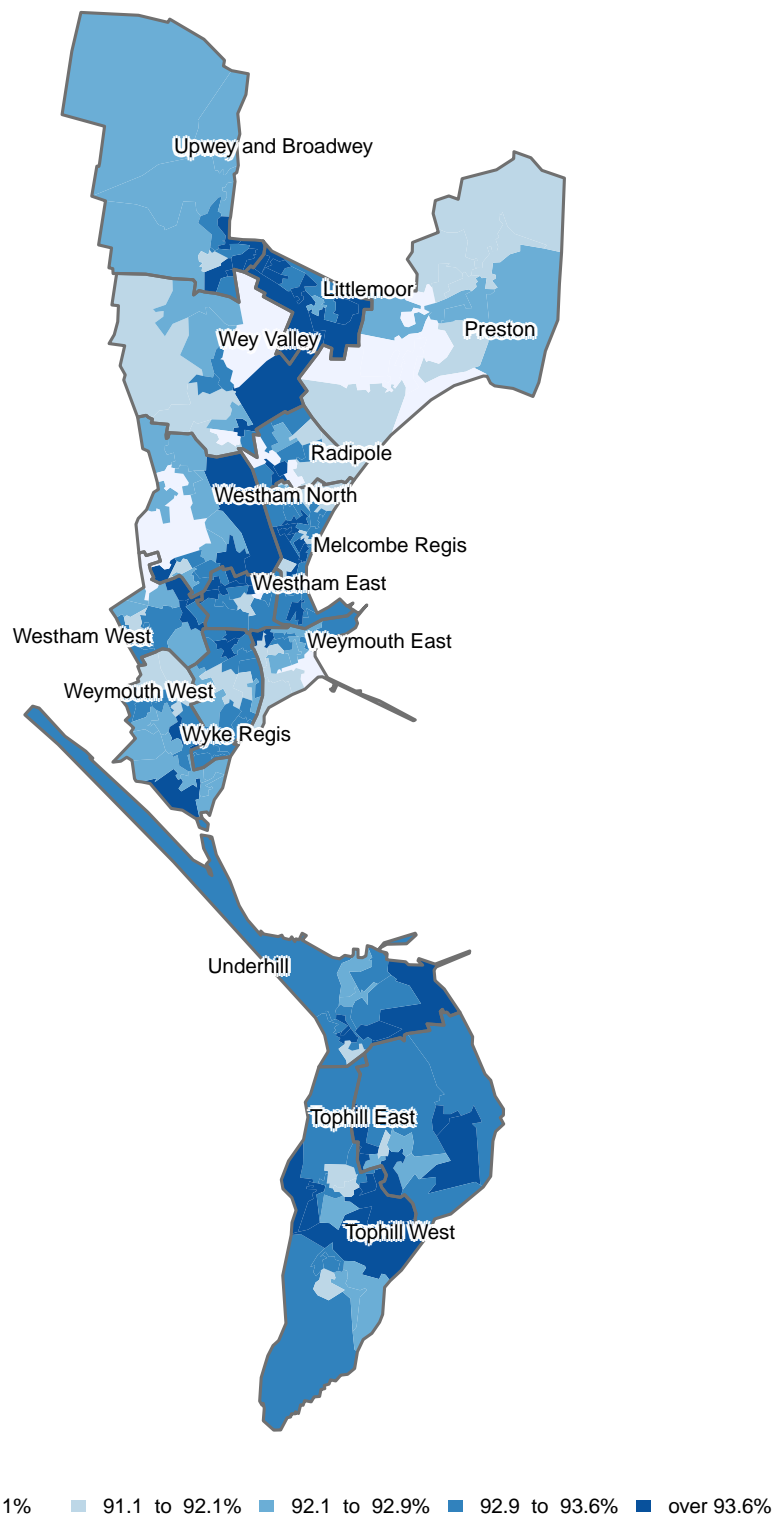 Upwey and Broadwey
Littlemoor
Preston
Wey Valley
Radipole
Westham North
Melcombe Regis
Westham East
Westham West
Weymouth East
Weymouth West
Wyke Regis
Underhill
Tophill East
Tophill West
1% 91.1 to 92.1% 92.1 to 92.9% 92.9 to 93.6% over 93.6%